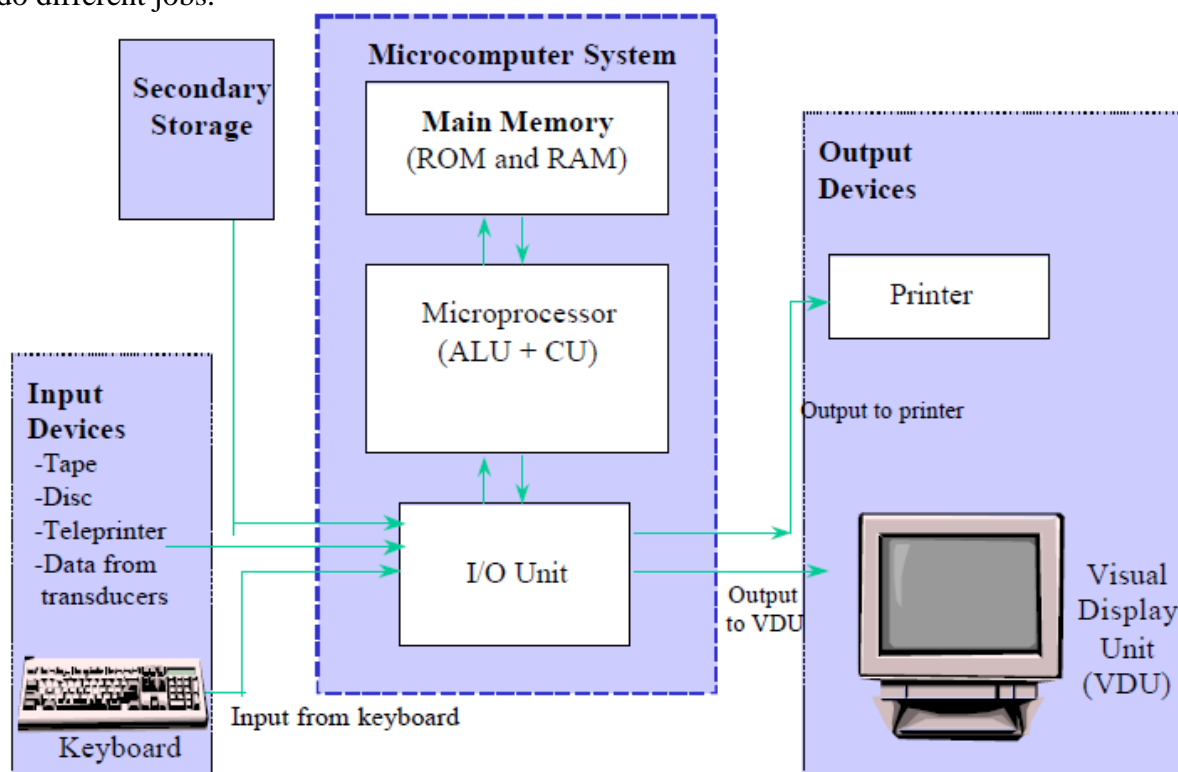 do different jobs.
Microcomputer System
Secondary
Storage
Main Memory
(ROM and RAM)
Output
Devices
Microprocessor
(ALU + CU)
Printer
Input
Devices
-Tape
-Disc
-Teleprinter
-Data from
transducers
Output to printer
I/O Unit
Output
to VDU
Visual
Display
Unit
(VDU)
Input from keyboard
Keyboard